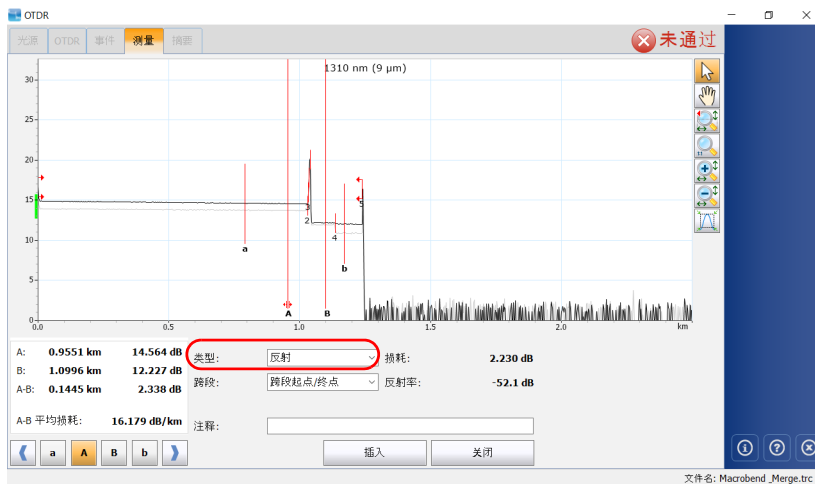 OTDR
光源 OTDR 事件 测量 摘要
未通过
1310 nm (9 µm)
30
25
20
15
10
5
0
0.0 0.5 1.0 1.5 2.0 km
3
2
4
5
a
b
A B
A: 0.9551 km 14.564 dB
B: 1.0996 km 12.227 dB
A-B: 0.1445 km 2.338 dB
A-B 平均损耗: 16.179 dB/km
类型: 反射 损耗: 2.230 dB
跨段: 跨段起点/终点 反射率: -52.1 dB
注释:
a A B b
插入 关闭
文件名: Macrobend _Merge.trc